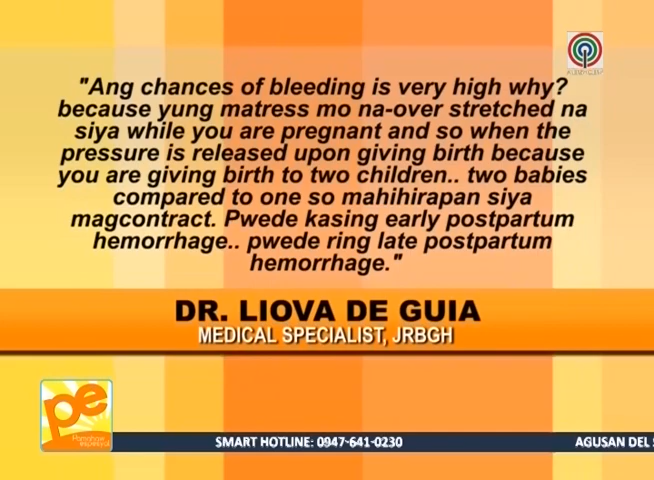 "Ang chances of bleeding is very high why?
because yung matress mo na-over stretched na
siya while you are pregnant and so when the
pressure is released upon giving birth because
you are giving birth to two children.. two babies
compared to one so mahihirapan siya
magcontract. Pwede kasing early postpartum
hemorrhage.. pwede ring late postpartum
hemorrhage."
DR. LIOVA DE GUIA
MEDICAL SPECIALIST, JRBGH
pe
SMART HOTLINE: 0947-641-0230
AGUSAN DEL S